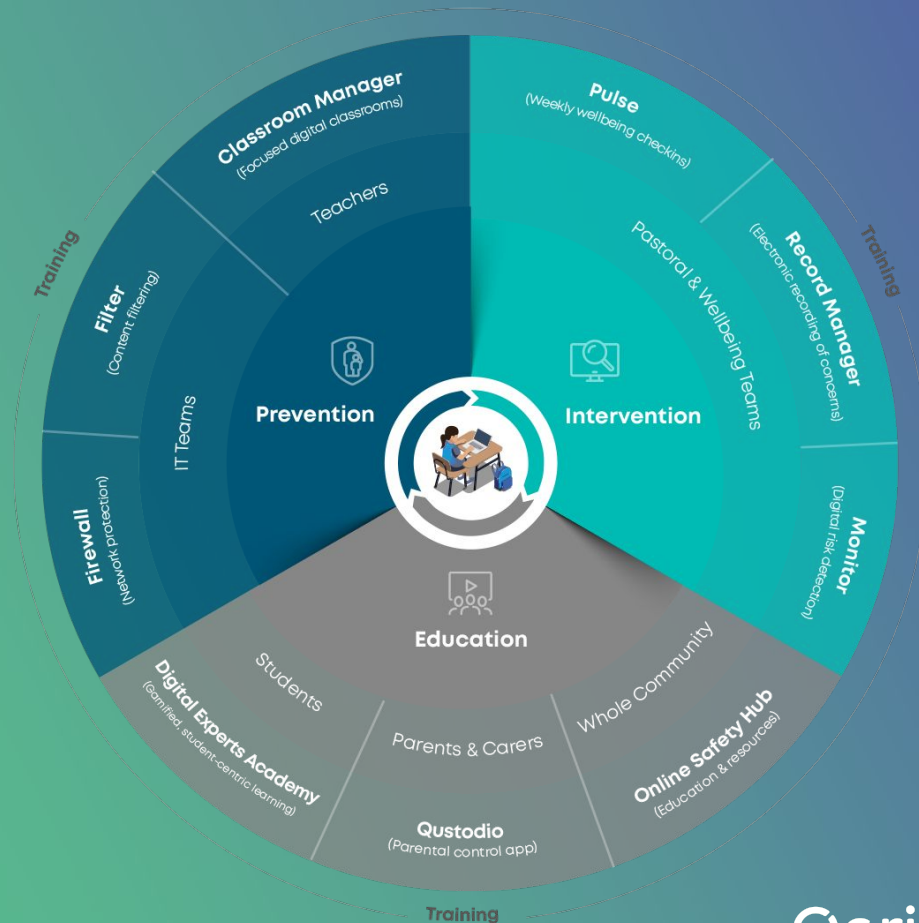 Classroom Manager
(Focused digital classrooms)
Teachers
Pulse
(Weekly wellbeing checkins)
Pastoral & Wellbeing Teams
Record Manager
(Electronic recording of concerns)
Monitor
(Digital risk detection)
Training
Training
Filter
(Content filtering)
IT Teams
Firewall
(Network protection)
Prevention
Intervention
Education
Students
Digital Experts Academy
(Gamified, student-centric learning)
Parents & Carers
Qustodio
(Parental control app)
Whole Community
Online Safety Hub
(Education & resources)
Training